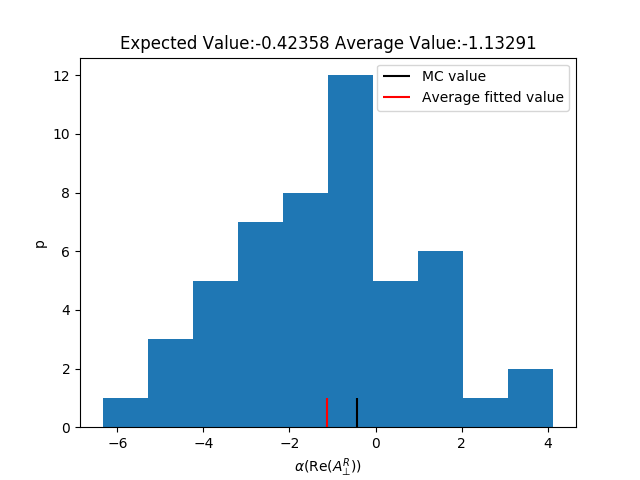 Expected Value:-0.42358 Average Value:-1.13291
MC value
Average fitted value
12
10
8
6
4
2
0
p
−6 −4 −2 0 2 4
α(Re(A_⊥^R))